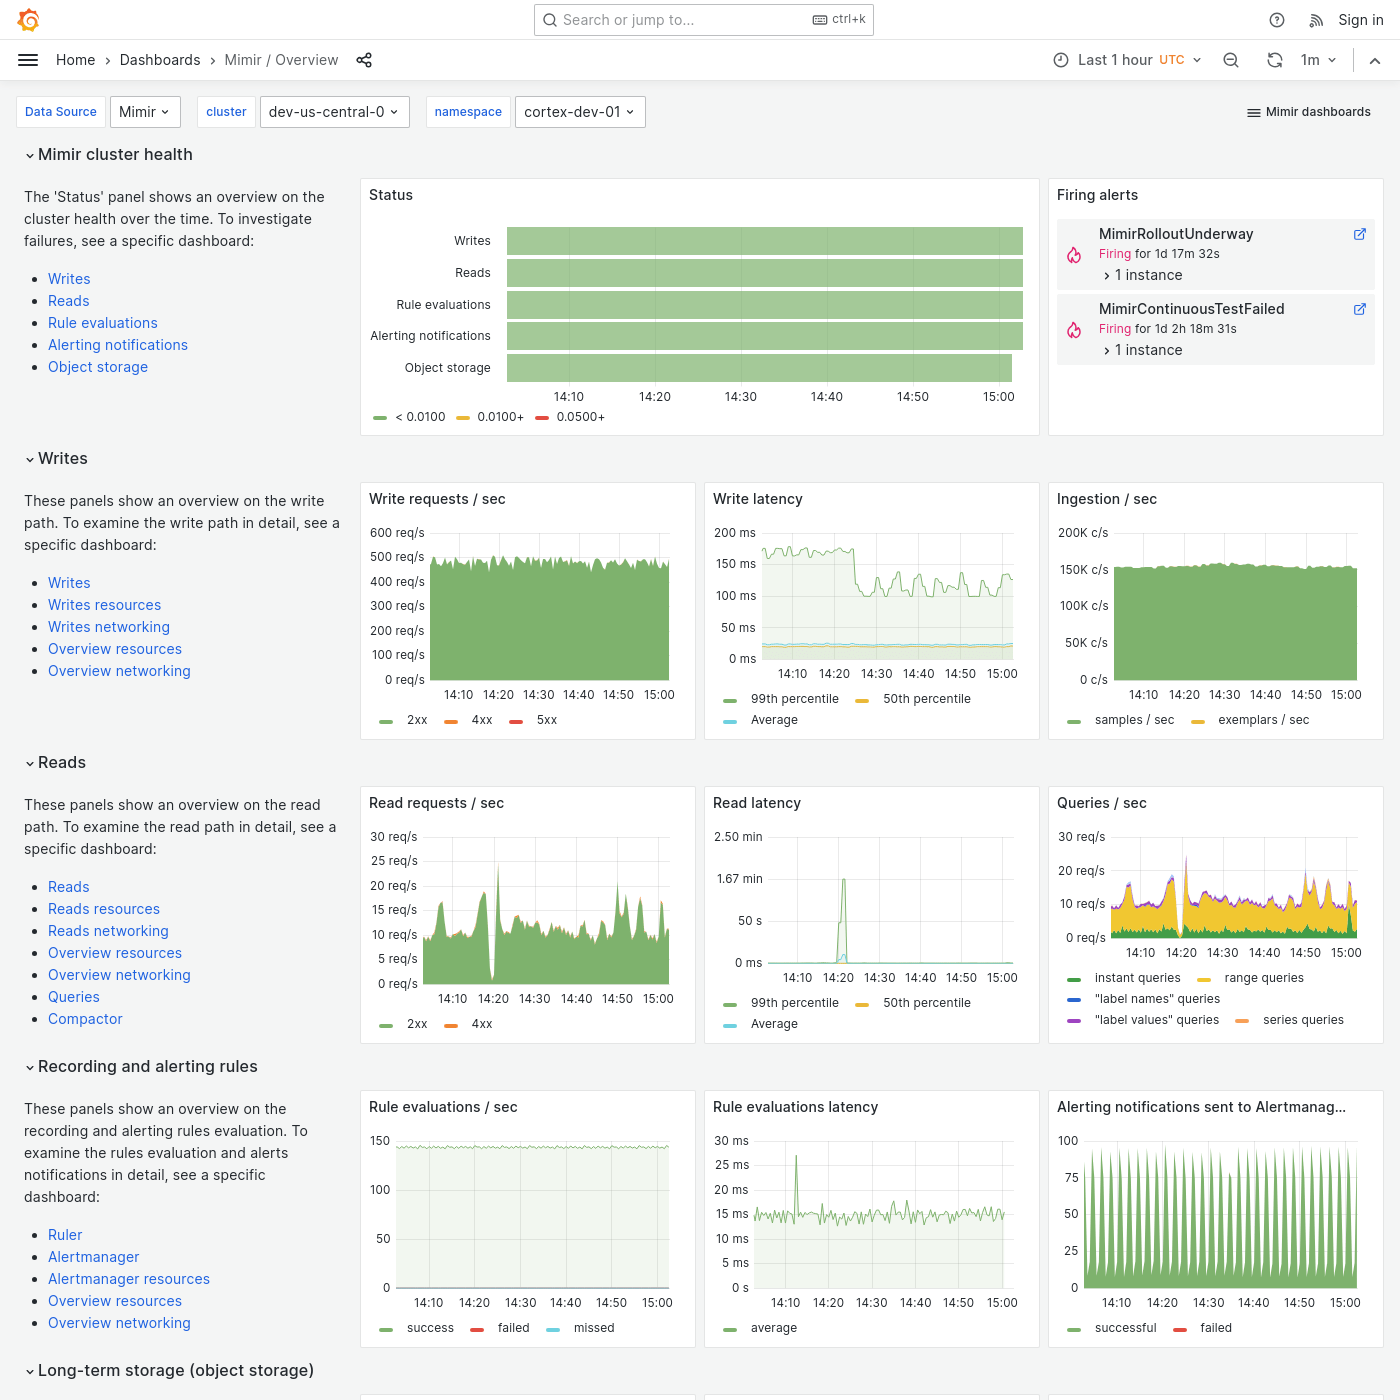 Search or jump to...
ctrl+k
Sign in
Home
Dashboards
Mimir / Overview
Last 1 hour UTC
1m
Data Source
Mimir
cluster
dev-us-central-0
namespace
cortex-dev-01
Mimir dashboards
Mimir cluster health
The 'Status' panel shows an overview on the
cluster health over the time. To investigate
failures, see a specific dashboard:
Writes
Reads
Rule evaluations
Alerting notifications
Object storage
Status
Writes
Reads
Rule evaluations
Alerting notifications
Object storage
14:10 14:20 14:30 14:40 14:50 15:00
< 0.0100 0.0100+ 0.0500+
Firing alerts
MimirRolloutUnderway
Firing for 1d 17m 32s
1 instance
MimirContinuousTestFailed
Firing for 1d 2h 18m 31s
1 instance
Writes
These panels show an overview on the write
path. To examine the write path in detail, see a
specific dashboard:
Writes
Writes resources
Writes networking
Overview resources
Overview networking
Write requests / sec
600 req/s
500 req/s
400 req/s
300 req/s
200 req/s
100 req/s
0 req/s
14:10 14:20 14:30 14:40 14:50 15:00
2xx 4xx 5xx
Write latency
200 ms
150 ms
100 ms
50 ms
0 ms
14:10 14:20 14:30 14:40 14:50 15:00
99th percentile 50th percentile
Average
Ingestion / sec
200K c/s
150K c/s
100K c/s
50K c/s
0 c/s
14:10 14:20 14:30 14:40 14:50 15:00
samples / sec exemplars / sec
Reads
These panels show an overview on the read
path. To examine the read path in detail, see a
specific dashboard:
Reads
Reads resources
Reads networking
Overview resources
Overview networking
Queries
Compactor
Read requests / sec
30 req/s
25 req/s
20 req/s
15 req/s
10 req/s
5 req/s
0 req/s
14:10 14:20 14:30 14:40 14:50 15:00
2xx 4xx
Read latency
2.50 min
1.67 min
50 s
0 ms
14:10 14:20 14:30 14:40 14:50 15:00
99th percentile 50th percentile
Average
Queries / sec
30 req/s
20 req/s
10 req/s
0 req/s
14:10 14:20 14:30 14:40 14:50 15:00
instant queries range queries
"label names" queries
"label values" queries series queries
Recording and alerting rules
These panels show an overview on the
recording and alerting rules evaluation. To
examine the rules evaluation and alerts
notifications in detail, see a specific
dashboard:
Ruler
Alertmanager
Alertmanager resources
Overview resources
Overview networking
Rule evaluations / sec
150
100
50
0
14:10 14:20 14:30 14:40 14:50 15:00
success failed missed
Rule evaluations latency
30 ms
25 ms
20 ms
15 ms
10 ms
5 ms
0 s
14:10 14:20 14:30 14:40 14:50 15:00
average
Alerting notifications sent to Alertmanag...
100
75
50
25
0
14:10 14:20 14:30 14:40 14:50 15:00
successful failed
Long-term storage (object storage)